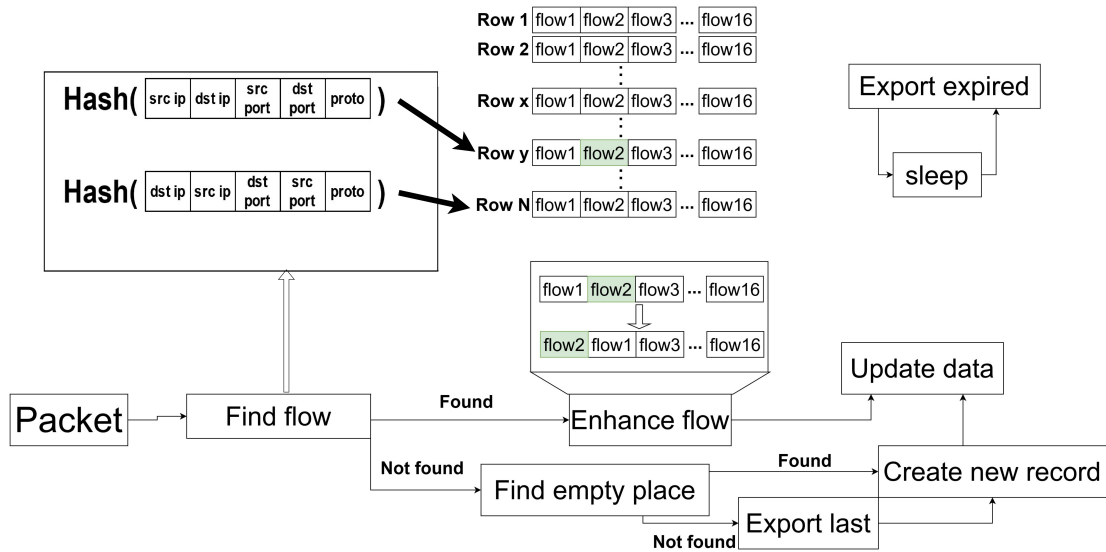 Row 1 flow1 flow2 flow3 ... flow16
Row 2 flow1 flow2 flow3 ... flow16
Row x flow1 flow2 flow3 ... flow16
Row y flow1 flow2 flow3 ... flow16
Row N flow1 flow2 flow3 ... flow16
Hash( src ip dst ip src port dst port proto )
Hash( dst ip src ip dst port src port proto )
Export expired
sleep
flow1 flow2 flow3 ... flow16
flow2 flow1 flow3 ... flow16
Packet
Find flow
Found
Enhance flow
Update data
Not found
Find empty place
Found
Create new record
Not found
Export last